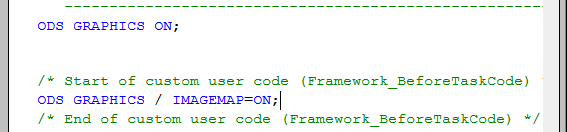 ------------------------------------------------------------
ODS GRAPHICS ON;
/* Start of custom user code (Framework_BeforeTaskCode)
ODS GRAPHICS / IMAGEMAP=ON;
/* End of custom user code (Framework_BeforeTaskCode) */